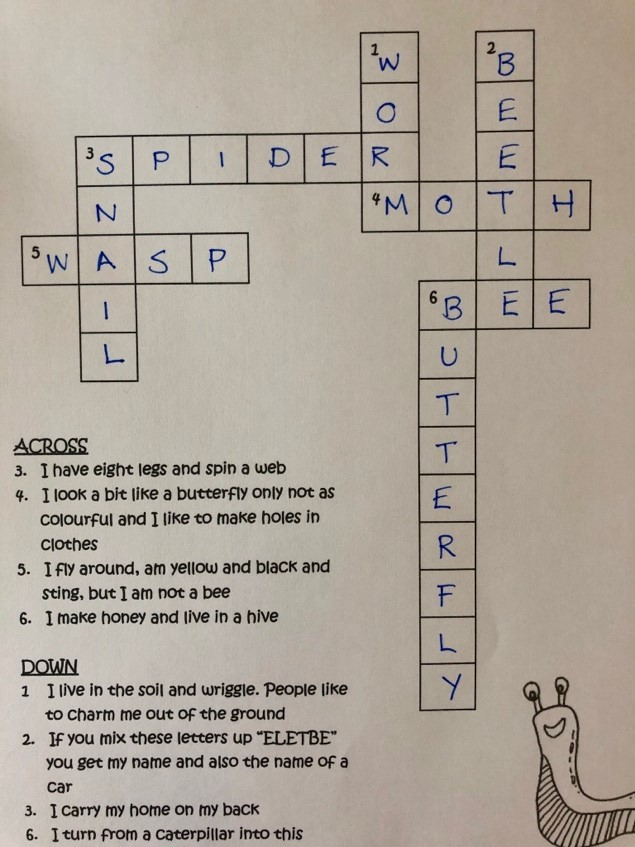 1 W 2 B
O E
3 S P I D E R E
N 4 M O T H
5 W A S P L
I 6 B E E
L U
T
T
E
R
F
L
Y
ACROSS
3. I have eight legs and spin a web
4. I look a bit like a butterfly only not as
colourful and I like to make holes in
clothes
5. I fly around, am yellow and black and
sting, but I am not a bee
6. I make honey and live in a hive
DOWN
1 I live in the soil and wriggle. People like
to charm me out of the ground
2. If you mix these letters up "ELETBE"
you get my name and also the name of a
car
3. I carry my home on my back
6. I turn from a caterpillar into this